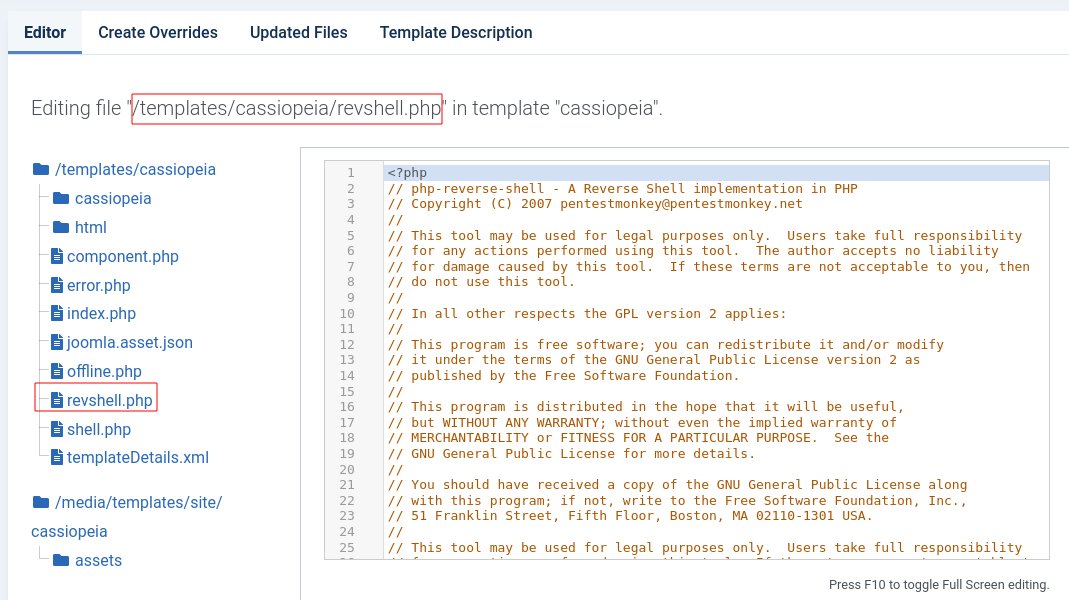 Editor Create Overrides Updated Files Template Description
Editing file "/templates/cassiopeia/revshell.php" in template "cassiopeia".
/templates/cassiopeia
cassiopeia
html
component.php
error.php
index.php
joomla.asset.json
offline.php
revshell.php
shell.php
templateDetails.xml
/media/templates/site/
cassiopeia
assets
1 <?php
2 // php-reverse-shell - A Reverse Shell implementation in PHP
3 // Copyright (C) 2007 pentestmonkey@pentestmonkey.net
4 //
5 // This tool may be used for legal purposes only.  Users take full responsibility
6 // for any actions performed using this tool.  The author accepts no liability
7 // for damage caused by this tool.  If these terms are not acceptable to you, then
8 // do not use this tool.
9 //
10 // In all other respects the GPL version 2 applies:
11 //
12 // This program is free software; you can redistribute it and/or modify
13 // it under the terms of the GNU General Public License version 2 as
14 // published by the Free Software Foundation.
15 //
16 // This program is distributed in the hope that it will be useful,
17 // but WITHOUT ANY WARRANTY; without even the implied warranty of
18 // MERCHANTABILITY or FITNESS FOR A PARTICULAR PURPOSE.  See the
19 // GNU General Public License for more details.
20 //
21 // You should have received a copy of the GNU General Public License along
22 // with this program; if not, write to the Free Software Foundation, Inc.,
23 // 51 Franklin Street, Fifth Floor, Boston, MA 02110-1301 USA.
24 //
25 // This tool may be used for legal purposes only.  Users take full responsibility
Press F10 to toggle Full Screen editing.